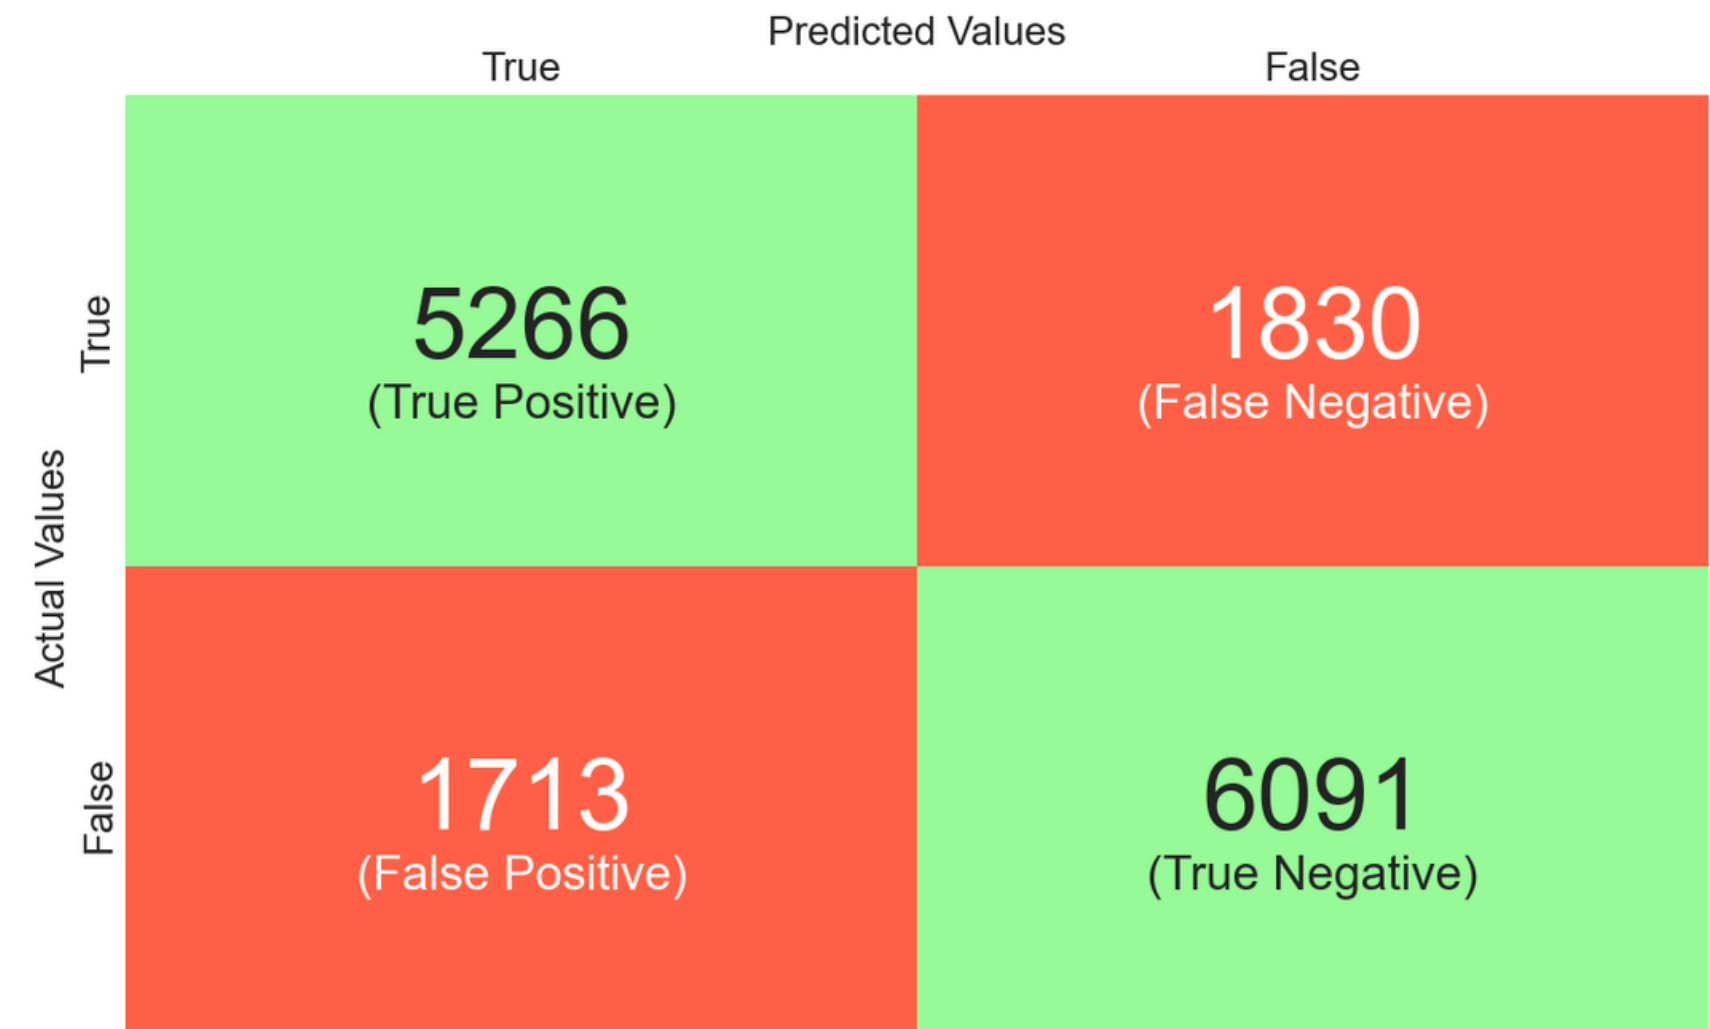 Predicted Values
True
False
Actual Values
True
5266
(True Positive)
1830
(False Negative)
False
1713
(False Positive)
6091
(True Negative)